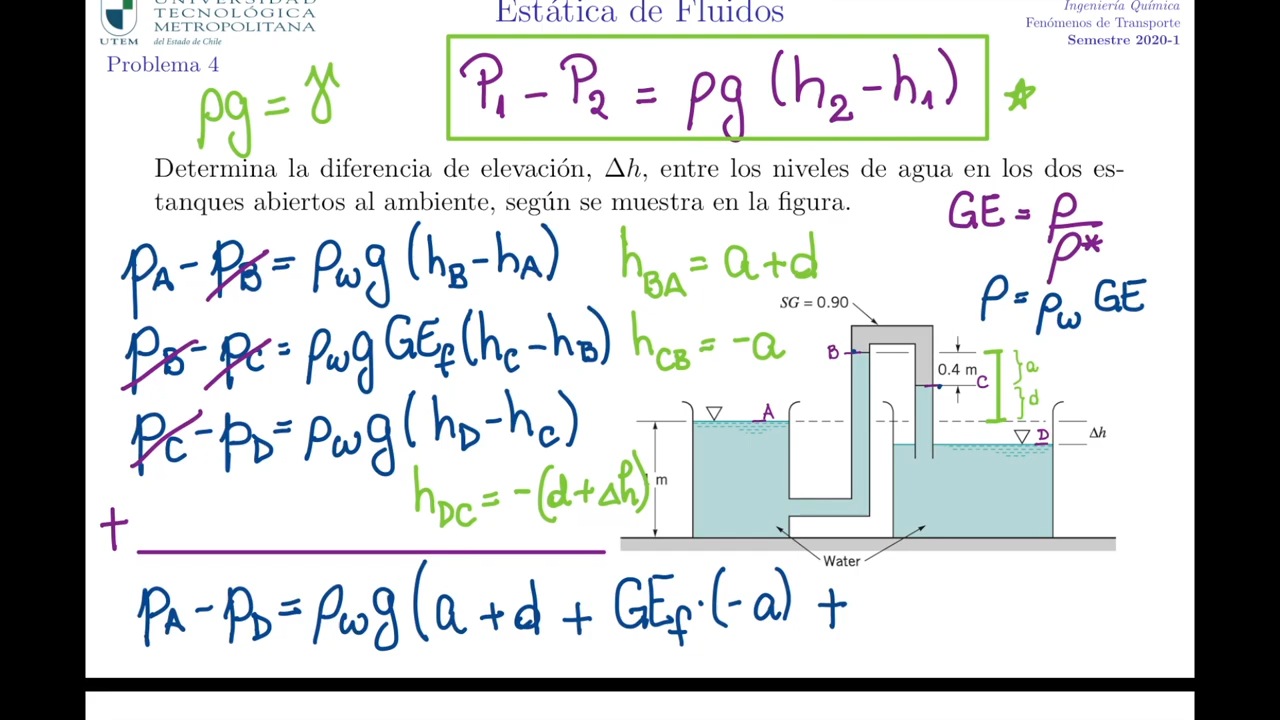 UNIVERSIDAD
TECNOLÓGICA
METROPOLITANA
del Estado de Chile
UTEM
Estática de Fluidos
Ingeniería Química
Fenómenos de Transporte
Semestre 2020-1
Problema 4
ρg = γ
P₁ - P₂ = ρg (h₂ - h₁)
Determina la diferencia de elevación, Δh, entre los niveles de agua en los dos es-
tanques abiertos al ambiente, según se muestra en la figura.
GE = ρ/ρ*
ρ = ρw GE
pA - pB = ρw g (hB - hA)
hBA = a + d
pB - pC = ρw g GEf (hC - hB)
hCB = -a
pC - pD = ρw g (hD - hC)
hDC = -(d + Δh)
SG = 0.90
B
0.4 m
C
a
d
A
D
Δh
m
Water
+
pA - pD = ρw g (a + d + GEf · (-a) +